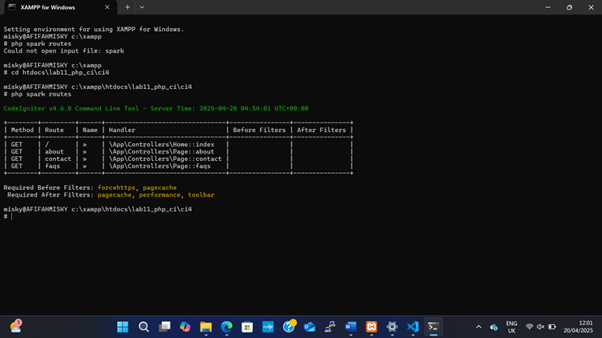 XAMPP for Windows
Setting environment for using XAMPP for Windows.
misky@AFIFAHMISKY c:\xampp
# php spark routes
Could not open input file: spark
misky@AFIFAHMISKY c:\xampp
# cd htdocs\lab11_php_ci\ci4
misky@AFIFAHMISKY c:\xampp\htdocs\lab11_php_ci\ci4
# php spark routes
CodeIgniter v4.6.0 Command Line Tool - Server Time: 2025-04-20 04:54:01 UTC+00:00
| Method | Route | Name | Handler | Before Filters | After Filters |
| GET | / | » | \App\Controllers\Home::index | | |
| GET | about | » | \App\Controllers\Page::about | | |
| GET | contact | » | \App\Controllers\Page::contact | | |
| GET | faqs | » | \App\Controllers\Page::faqs | | |
Required Before Filters: forcehttps, pagecache
Required After Filters: pagecache, performance, toolbar
misky@AFIFAHMISKY c:\xampp\htdocs\lab11_php_ci\ci4
#
ENG
UK
12:01
20/04/2025